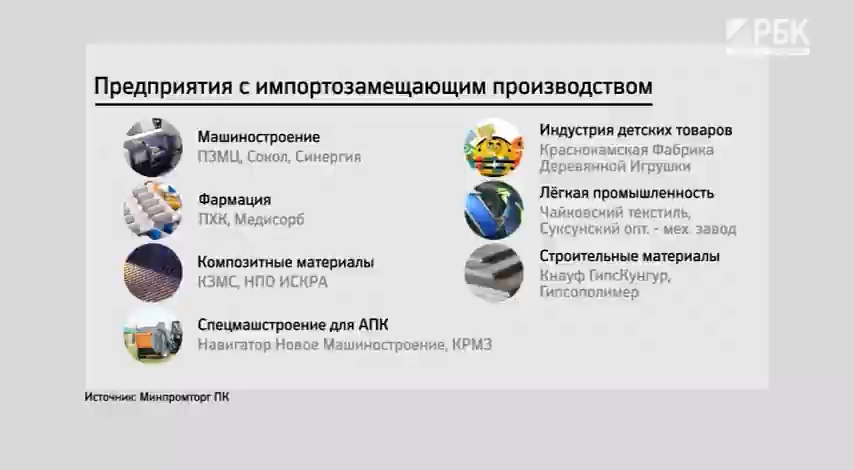 РБК
Предприятия с импортозамещающим производством
Машиностроение
ПЗМЦ, Сокол, Синергия
Фармация
ПХК, Медисорб
Композитные материалы
КЗМС, НПО ИСКРА
Спецмашстроение для АПК
Навигатор Новое Машиностроение, КРМЗ
Индустрия детских товаров
Краснокамская Фабрика
Деревянной Игрушки
Лёгкая промышленность
Чайковский текстиль,
Суксунский опт. - мех. завод
Строительные материалы
Кнауф ГипсКунгур,
Гипсополимер
Источник: Минпромторг ПК